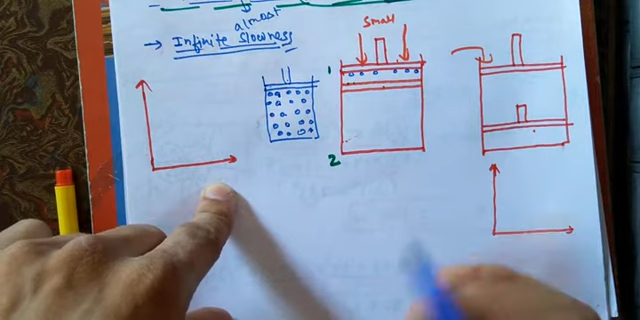 almost
→ Infinite slowness
small
1
2